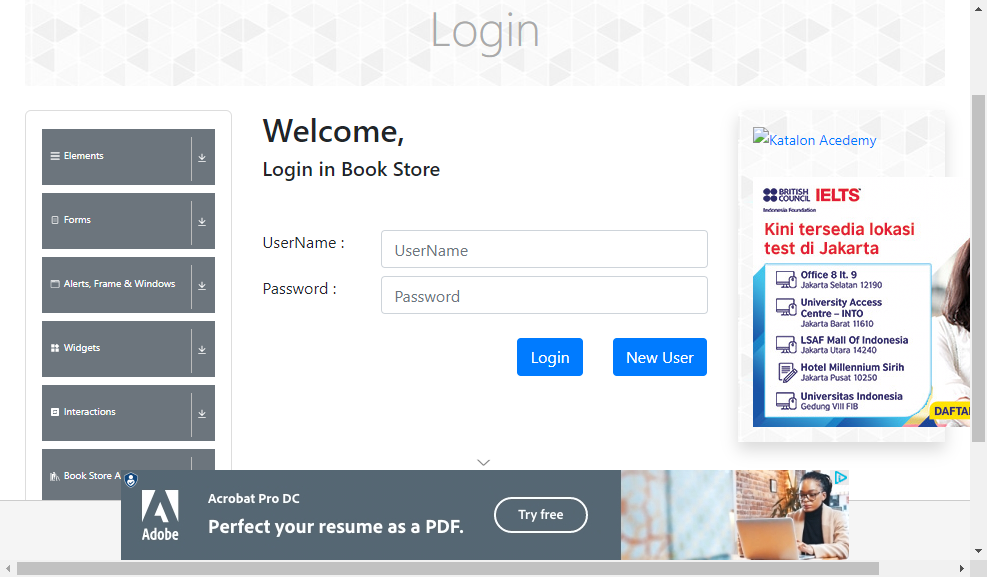 Login
Elements
Forms
Alerts, Frame & Windows
Widgets
Interactions
Book Store A
Welcome,
Login in Book Store
UserName :
UserName
Password :
Password
Login
New User
Katalon Acedemy
BRITISH COUNCIL IELTS
Indonesia Foundation
Kini tersedia lokasi
test di Jakarta
Office 8 lt. 9
Jakarta Selatan 12190
University Access
Centre – INTO
Jakarta Barat 11610
LSAF Mall Of Indonesia
Jakarta Utara 14240
Hotel Millennium Sirih
Jakarta Pusat 10250
Universitas Indonesia
Gedung VIII FIB
DAFTA
Adobe
Acrobat Pro DC
Perfect your resume as a PDF.
Try free